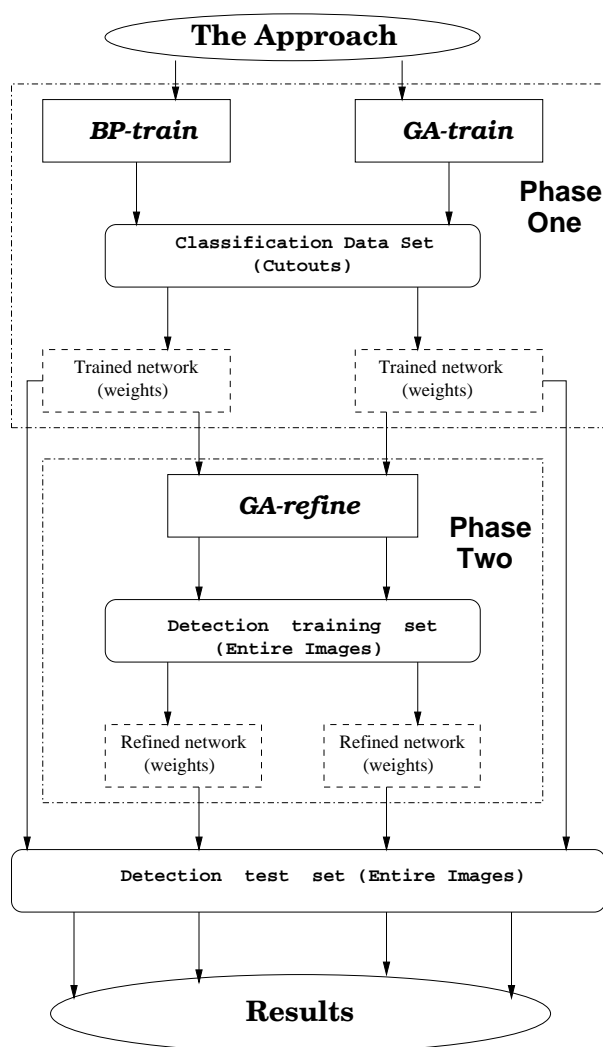 The Approach
BP-train
GA-train
Phase
One
Classification Data Set
(Cutouts)
Trained network
(weights)
Trained network
(weights)
GA-refine
Phase
Two
Detection training set
(Entire Images)
Refined network
(weights)
Refined network
(weights)
Detection test set (Entire Images)
Results